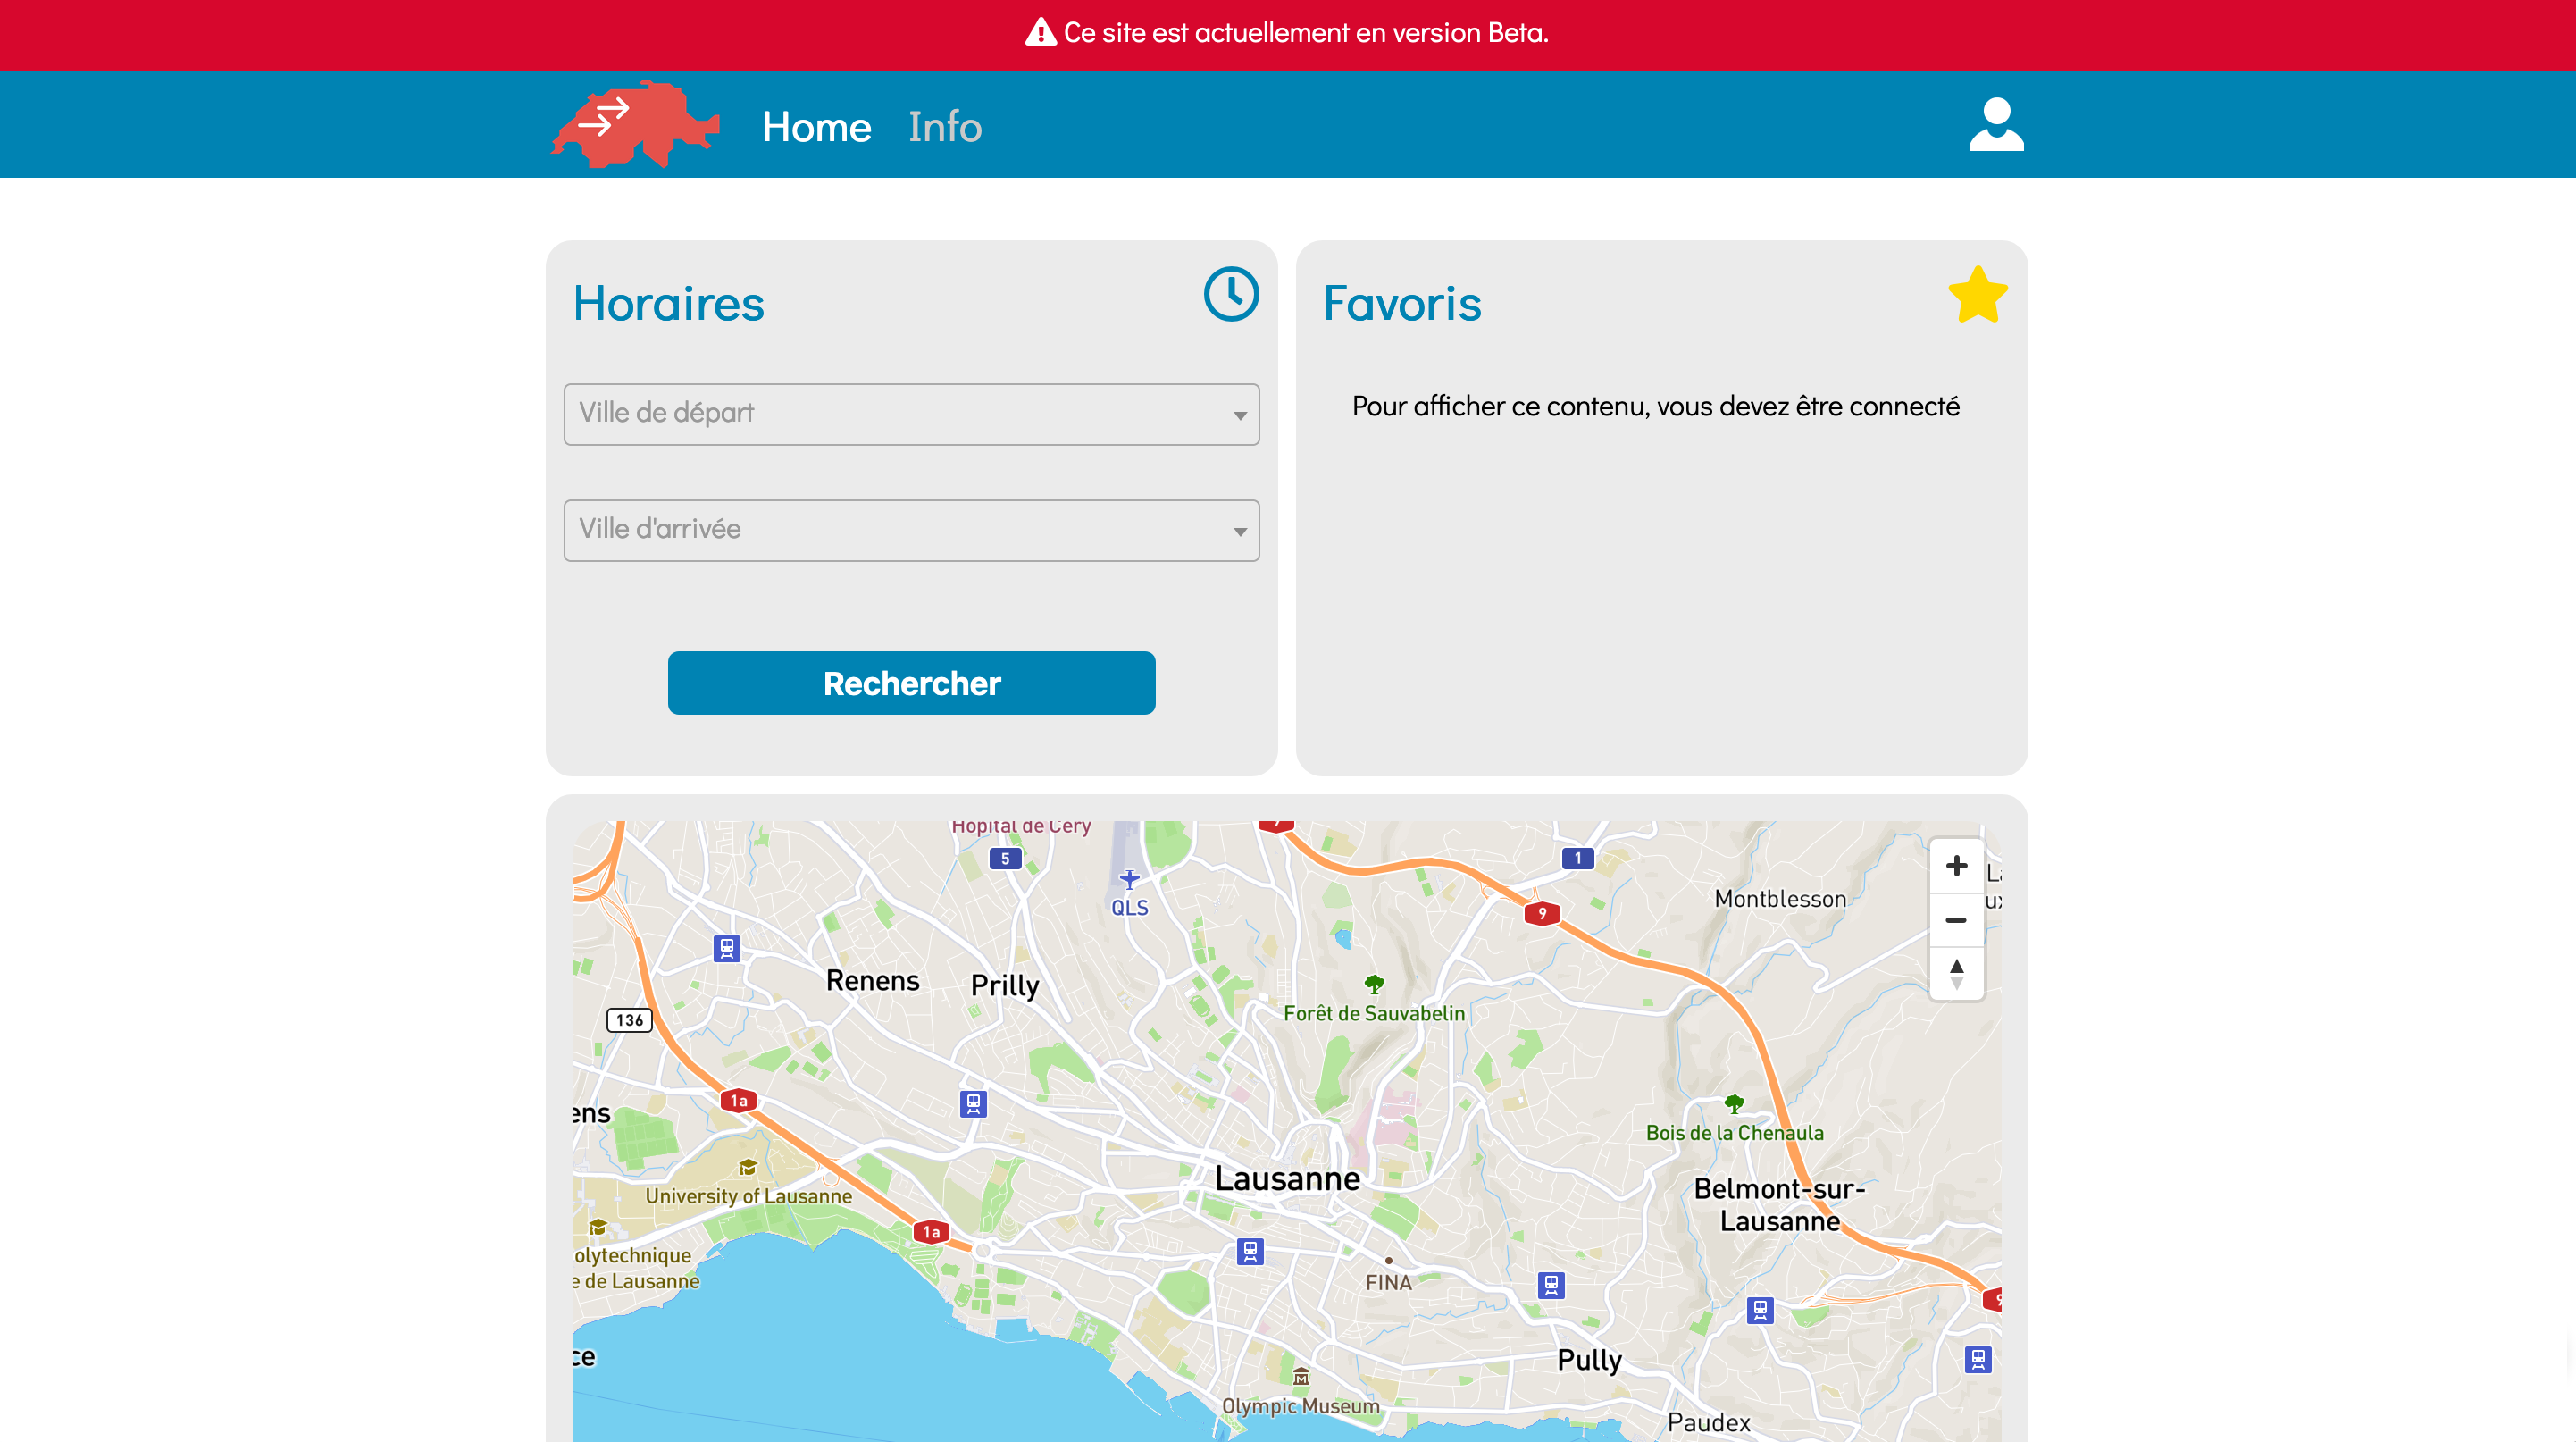 Ce site est actuellement en version Beta.
Home
Info
Horaires
Ville de départ
Ville d'arrivée
Rechercher
Favoris
Pour afficher ce contenu, vous devez être connecté
Hôpital de Cery
5
1
QLS
9
Montblesson
Renens
Prilly
Forêt de Sauvabelin
136
1a
ens
Bois de la Chenaula
University of Lausanne
Lausanne
Belmont-sur-
Lausanne
1a
olytechnique
e de Lausanne
FINA
9
ce
Pully
Olympic Museum
Paudex